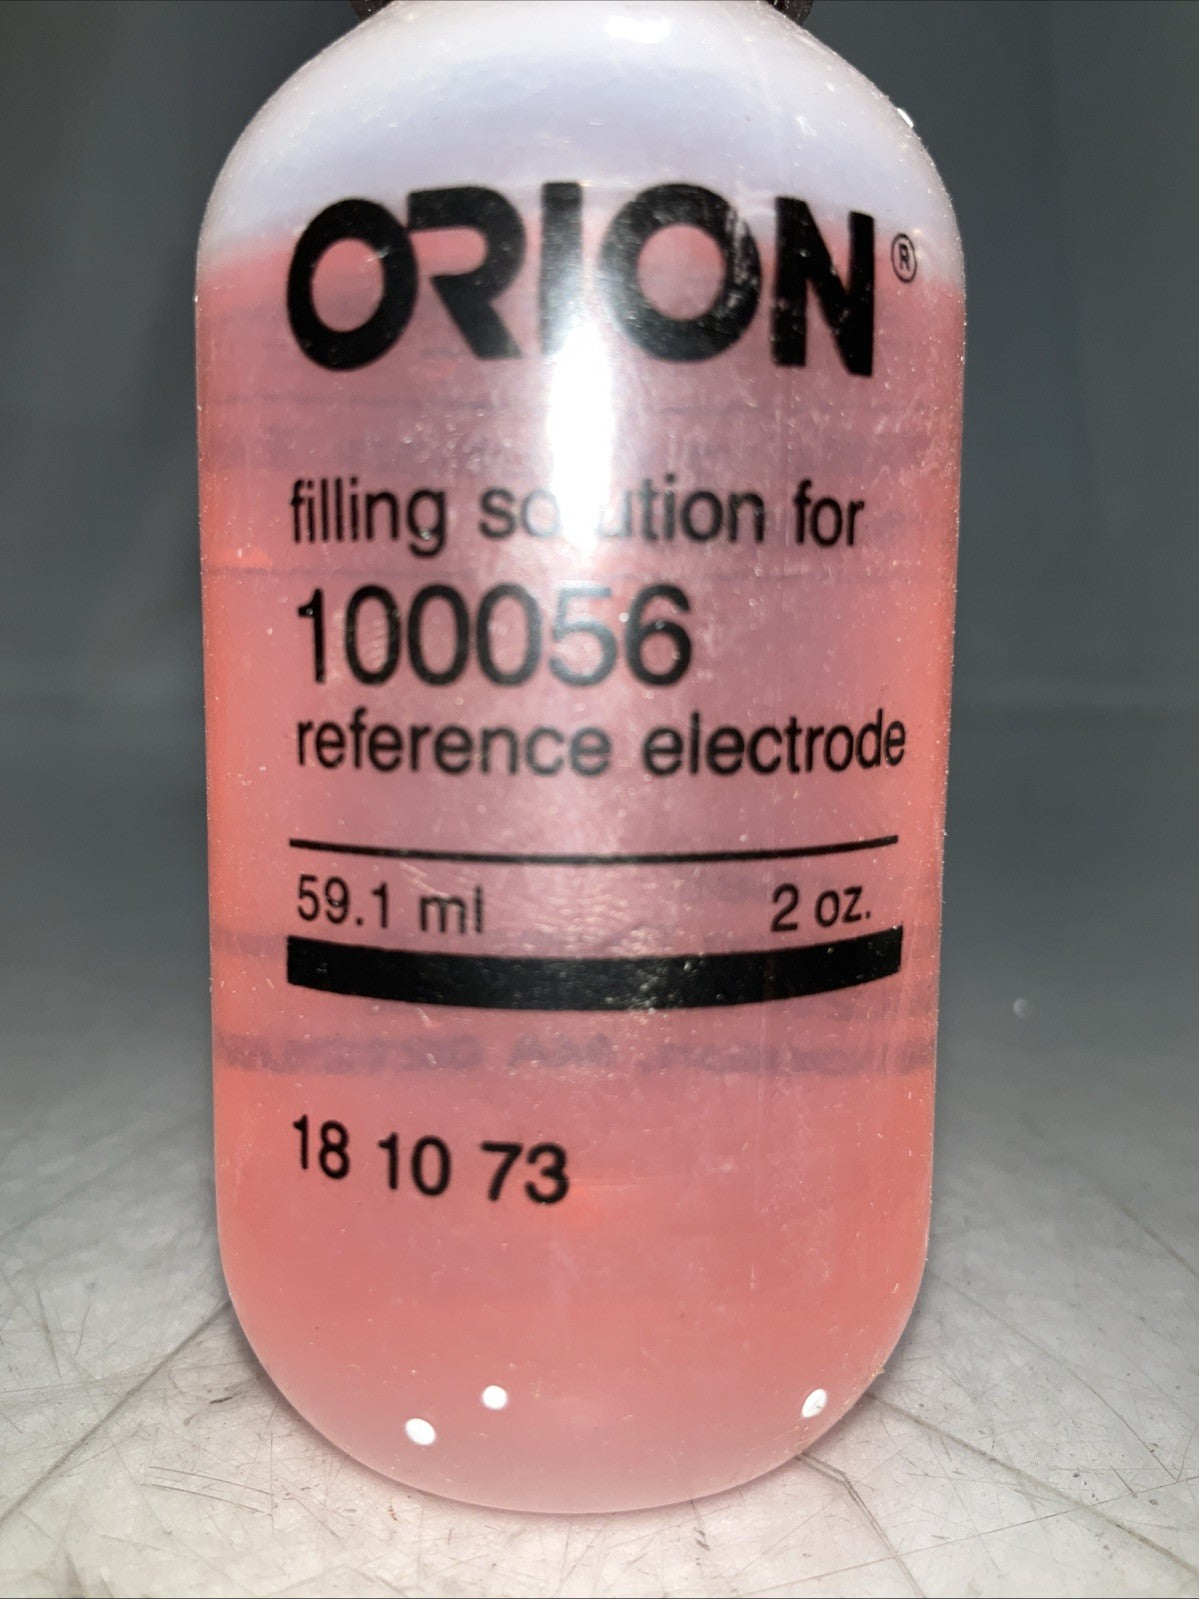 ORION®
filling solution for
100056
reference electrode
59.1 ml 2 oz.
18 10 73